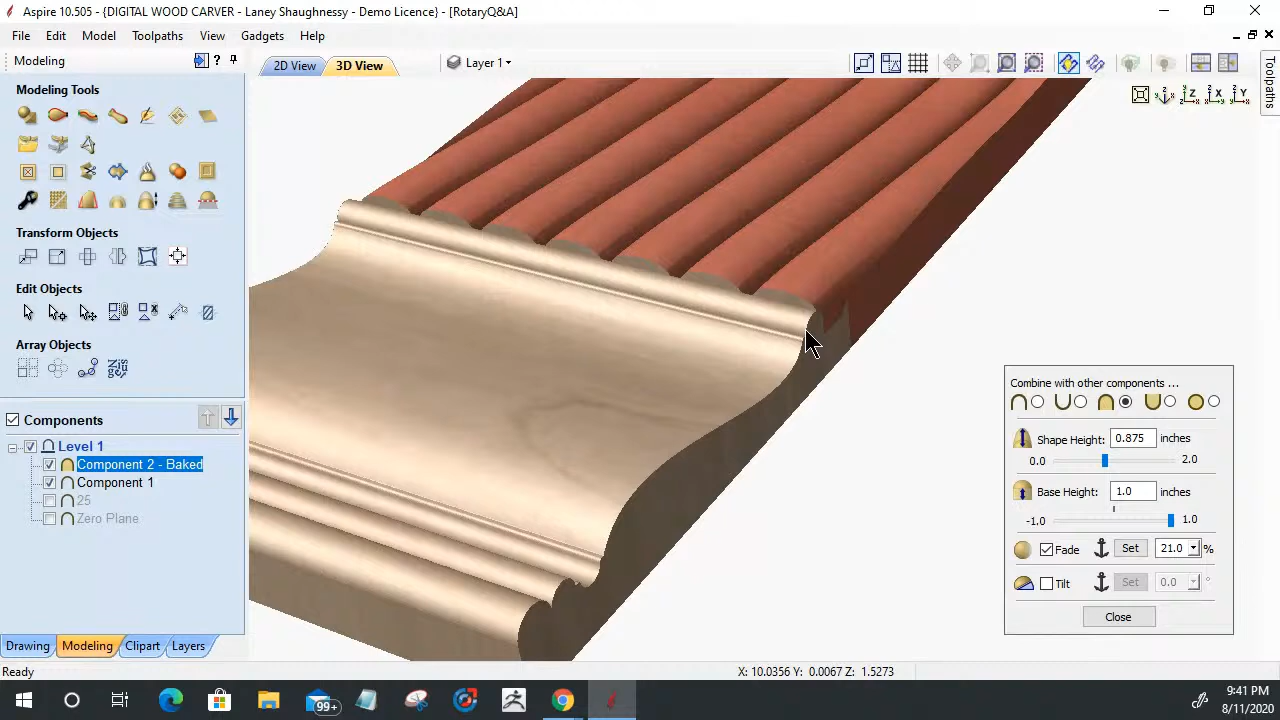 Aspire 10.505 - {DIGITAL WOOD CARVER - Laney Shaughnessy - Demo Licence} - [RotaryQ&A]
File Edit Model Toolpaths View Gadgets Help
Modeling ?
2D View 3D View Layer 1
Toolpaths
Z X Y
Modeling Tools
Transform Objects
Edit Objects
Array Objects
Components
Level 1
Component 2 - Baked
Component 1
25
Zero Plane
Combine with other components ...
Shape Height: 0.875 inches
0.0 2.0
Base Height: 1.0 inches
-1.0 1.0
Fade Set 21.0 %
Tilt Set 0.0 °
Close
Drawing Modeling Clipart Layers
Ready X: 10.0356 Y: 0.0067 Z: 1.5273
99+
9:41 PM
8/11/2020